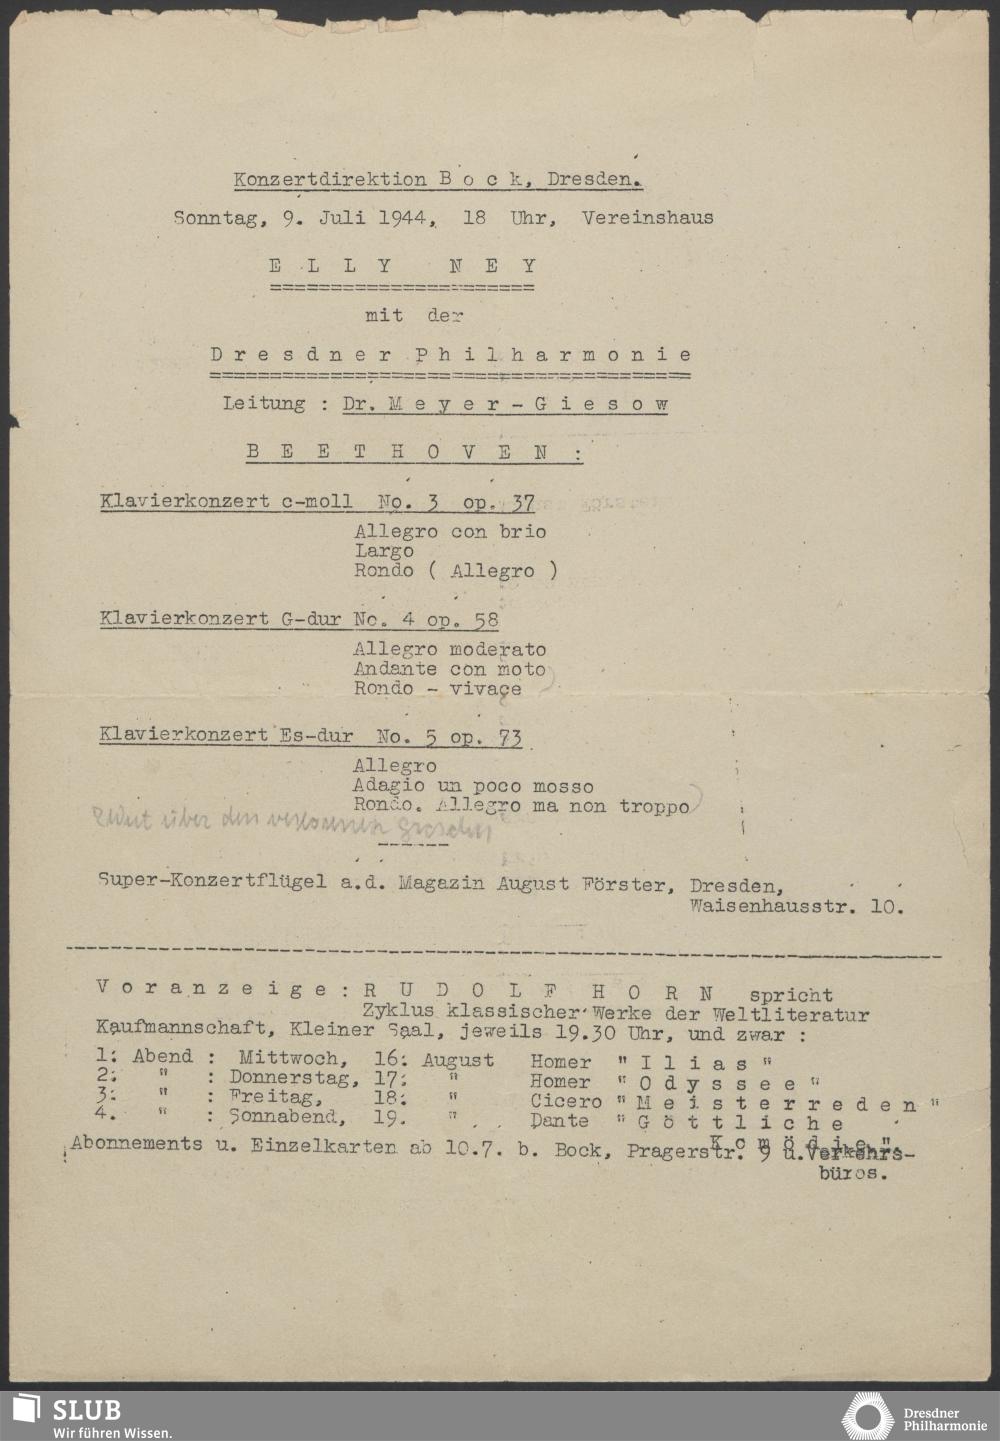 Konzertdirektion B o c k, Dresden.
Sonntag, 9. Juli 1944, 18 Uhr, Vereinshaus
E L L Y N E Y
====================
mit der
D r e s d n e r P h i l h a r m o n i e
====================================
Leitung : Dr. M e y e r - G i e s o w
B E E T H O V E N :
Klavierkonzert c-moll No. 3 op. 37
Allegro con brio
Largo
Rondo ( Allegro )
Klavierkonzert G-dur No. 4 op. 58
Allegro moderato
Andante con moto
Rondo - vivace
Klavierkonzert Es-dur No. 5 op. 73
Allegro
Adagio un poco mosso
Rondo. Allegro ma non troppo
Wut über den verlorenen Groschen
------
Super-Konzertflügel a.d. Magazin August Förster, Dresden,
Waisenhausstr. 10.
V o r a n z e i g e : R U D O L F H O R N spricht
Zyklus klassischer Werke der Weltliteratur
Kaufmannschaft, Kleiner Saal, jeweils 19.30 Uhr, und zwar :
1. Abend : Mittwoch, 16. August Homer " I l i a s "
2. " : Donnerstag, 17. " Homer " O d y s s e e "
3. " : Freitag, 18. " Cicero " M e i s t e r r e d e n "
4. " : Sonnabend, 19. " Dante " G ö t t l i c h e
K o m ö d i e "
Abonnements u. Einzelkarten ab 10.7. b. Bock, Pragerstr. 9 u.Verkehrs-
büros.
SLUB
Wir führen Wissen.
Dresdner
Philharmonie